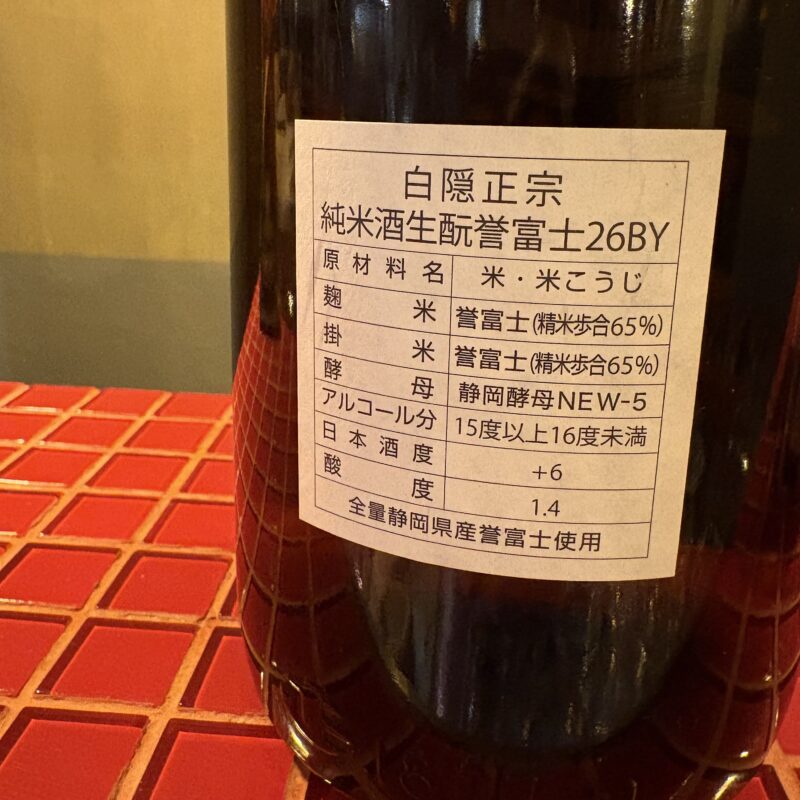 白隠正宗
純米酒生酛誉富士26BY
原材料名 米・米こうじ
麹米 誉富士(精米歩合65%)
掛米 誉富士(精米歩合65%)
酵母 静岡酵母NEW-5
アルコール分 15度以上16度未満
日本酒度 +6
酸度 1.4
全量静岡県産誉富士使用